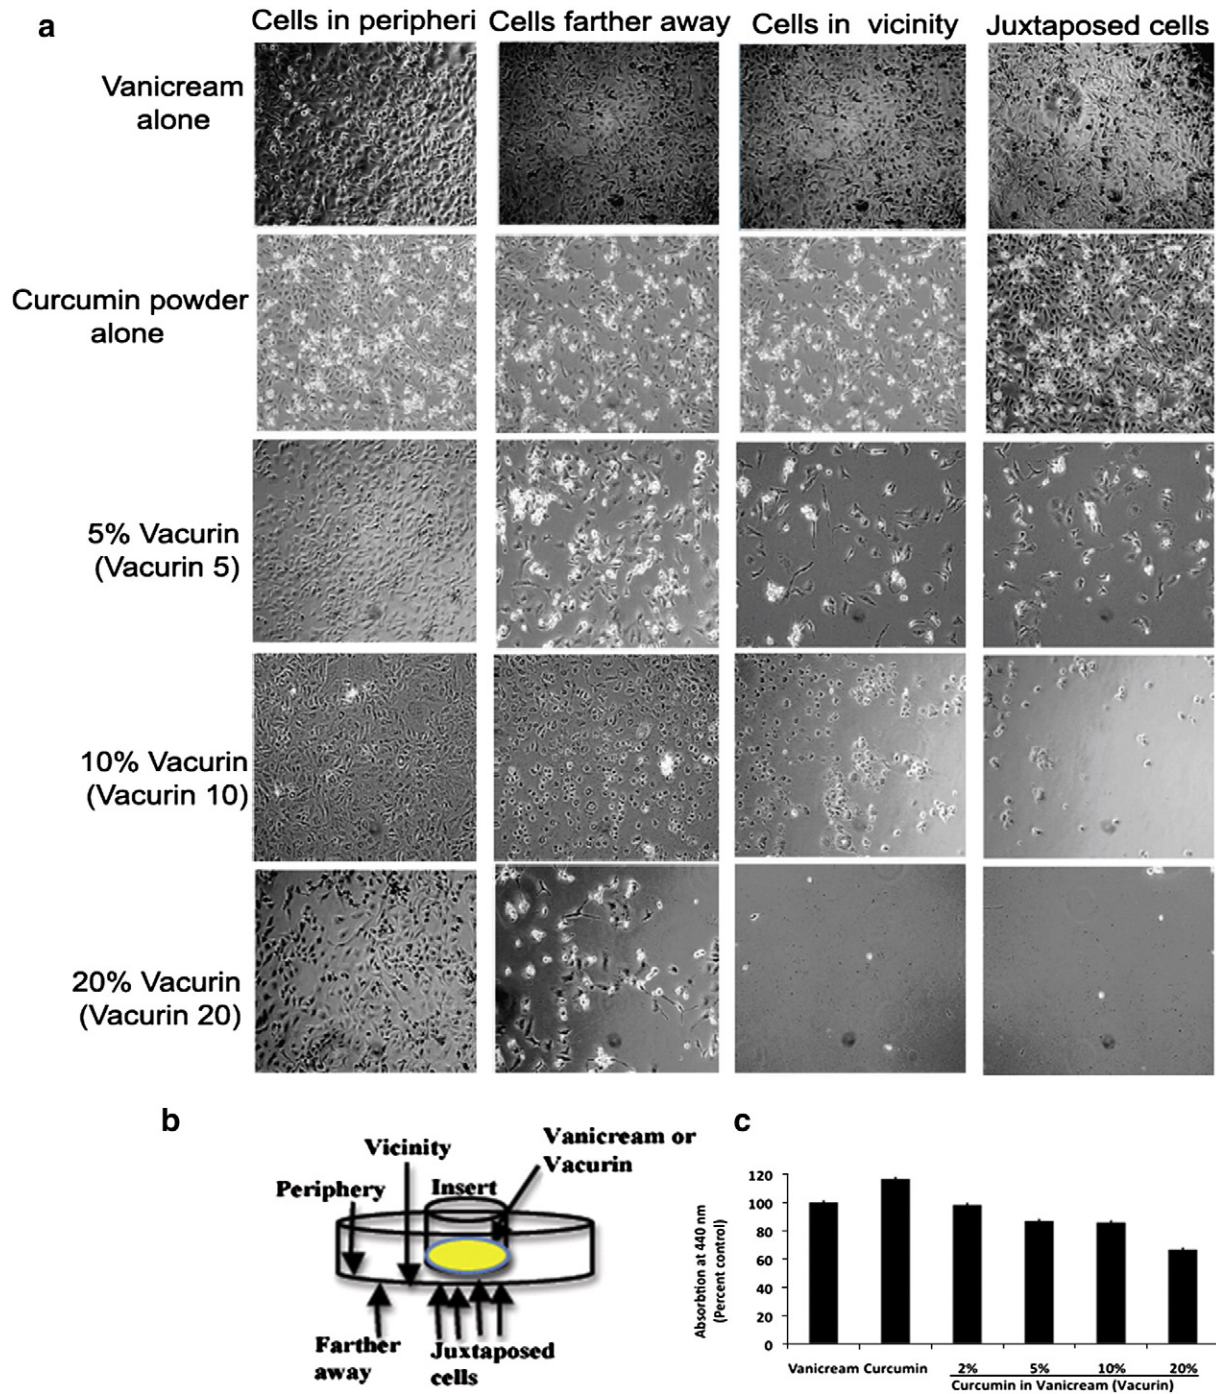 a
Cells in peripheri Cells farther away Cells in vicinity Juxtaposed cells
Vanicream
alone
Curcumin powder
alone
5% Vacurin
(Vacurin 5)
10% Vacurin
(Vacurin 10)
20% Vacurin
(Vacurin 20)
b
Vicinity
Vanicream or
Vacurin
Periphery
Insert
Farther
away
Juxtaposed
cells
c
Absorbtion at 440 nm
(Percent control)
120
100
80
60
40
20
0
Vanicream Curcumin 2% 5% 10% 20%
Curcumin in Vanicream (Vacurin)